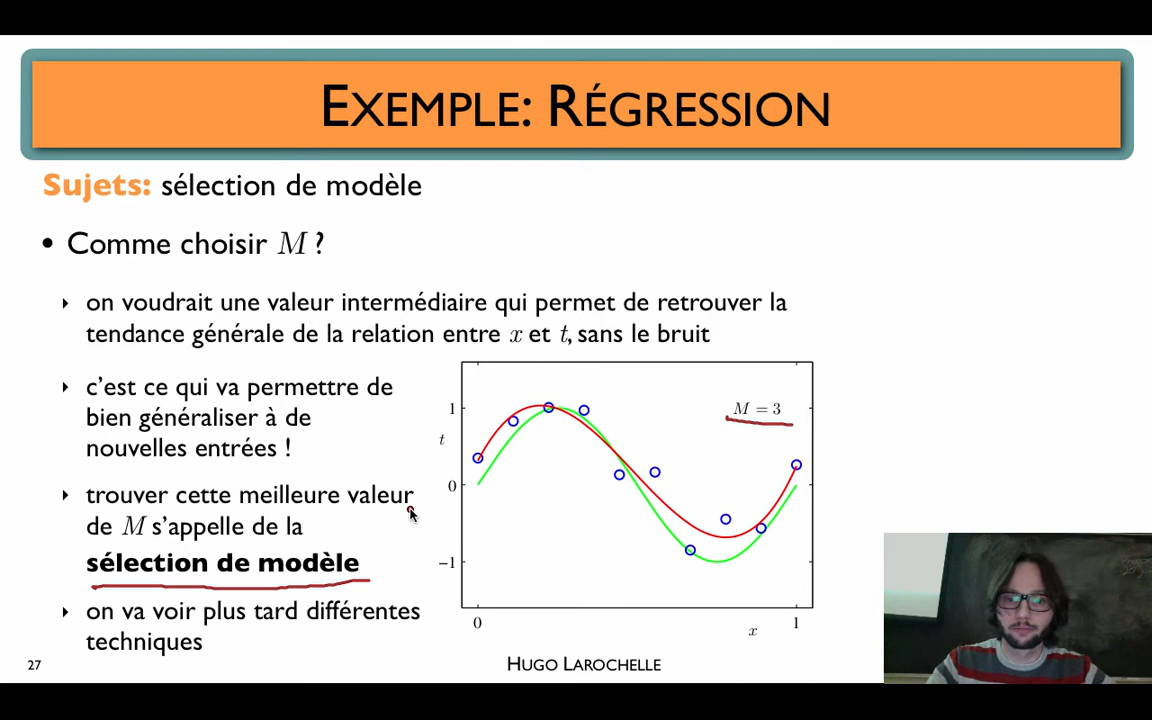 EXEMPLE: RÉGRESSION
Sujets: sélection de modèle
• Comme choisir M ?
‣ on voudrait une valeur intermédiaire qui permet de retrouver la
tendance générale de la relation entre x et t, sans le bruit
‣ c'est ce qui va permettre de
bien généraliser à de
nouvelles entrées !
‣ trouver cette meilleure valeur
de M s'appelle de la
sélection de modèle
‣ on va voir plus tard différentes
techniques
M = 3
1
t
0
−1
0
x
1
27
HUGO LAROCHELLE